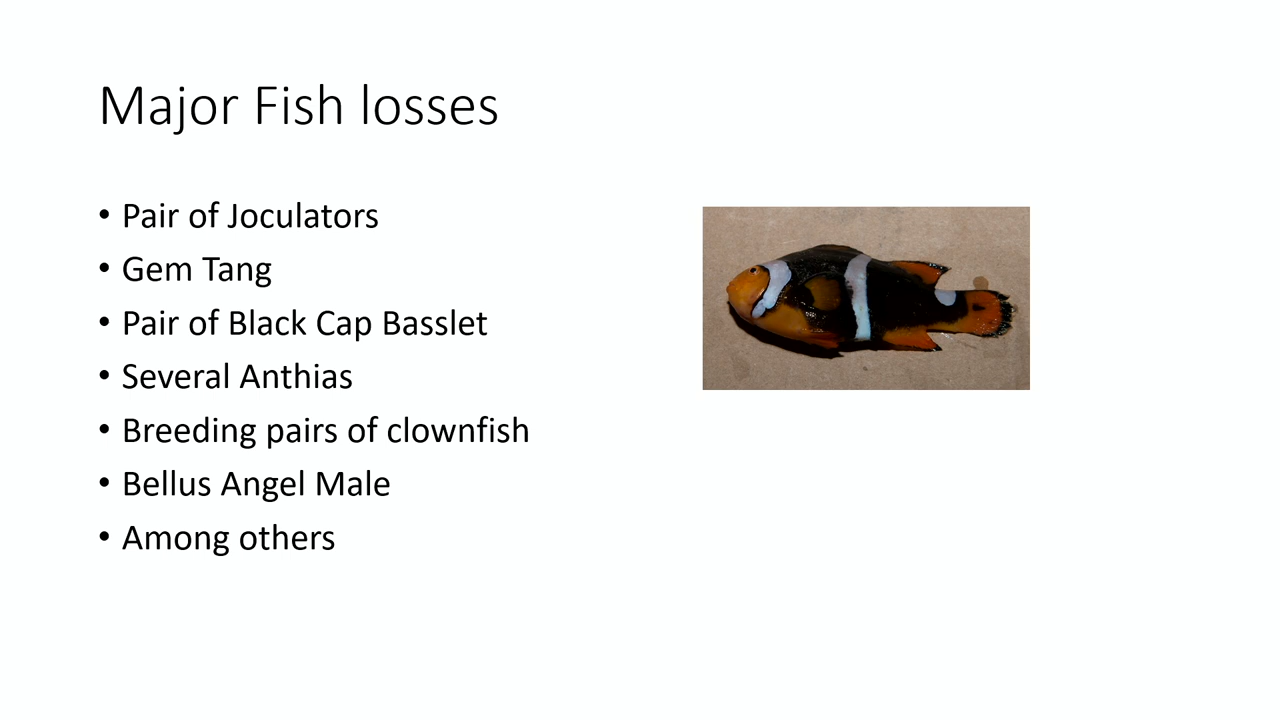 Major Fish losses
• Pair of Joculators
• Gem Tang
• Pair of Black Cap Basslet
• Several Anthias
• Breeding pairs of clownfish
• Bellus Angel Male
• Among others